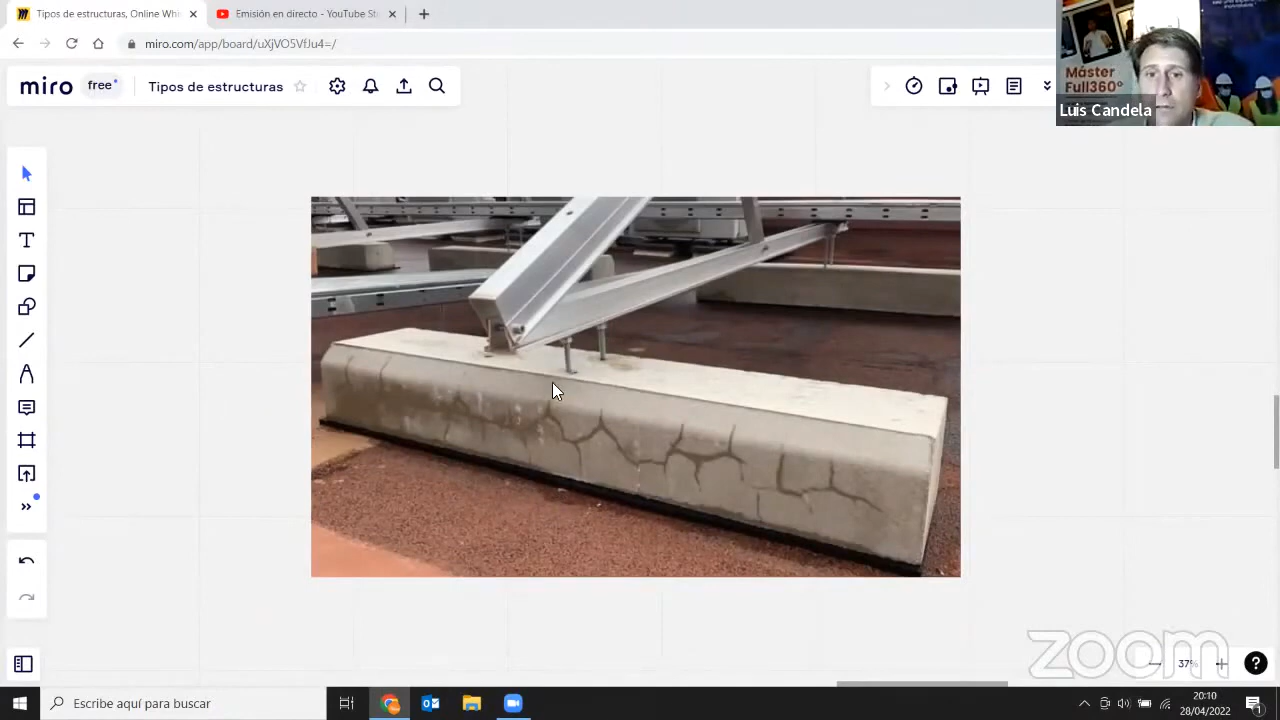 Tipos de estructuras, Online Whi
Emisión en directo - YouTube St
miro.com/app/board/uXjVO5VfJu4=/
miro
free
Tipos de estructuras
Máster
Full360°
Luis Candela
zoom
37%
Escribe aquí para buscar
20:10
28/04/2022